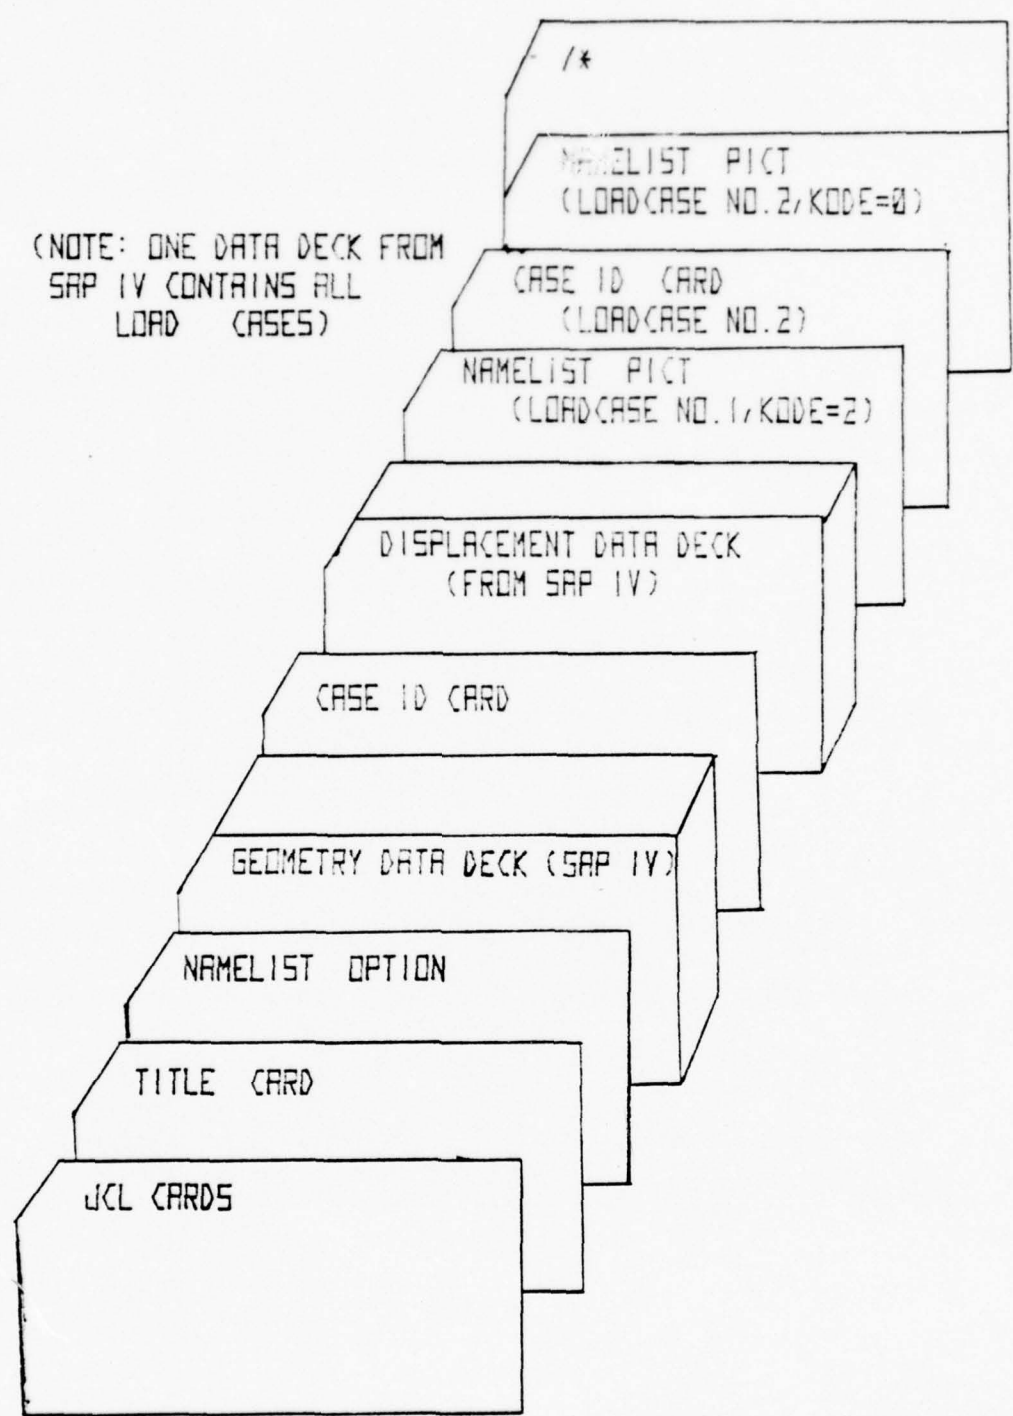 /*
NAMELIST PICT
(LOADCASE NO.2,KODE=0)
(NOTE: ONE DATA DECK FROM
SAP IV CONTAINS ALL
LOAD CASES)
CASE ID CARD
(LOADCASE NO.2)
NAMELIST PICT
(LOADCASE NO.1,KODE=2)
DISPLACEMENT DATA DECK
(FROM SAP IV)
CASE ID CARD
GEOMETRY DATA DECK (SAP IV)
NAMELIST OPTION
TITLE CARD
JCL CARDS